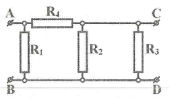 A R₄ C
R₁ R₂ R₃
B D